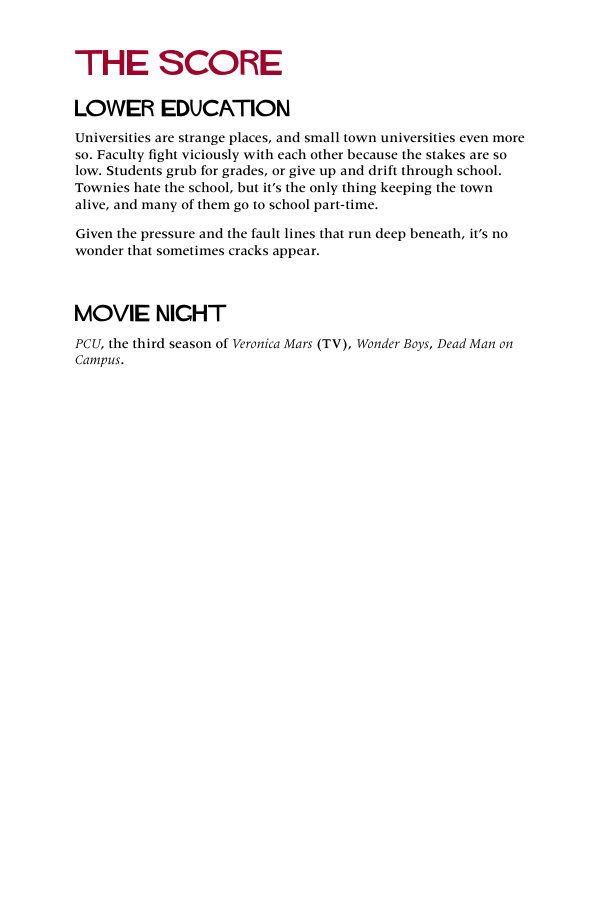 THE SCORE
LOWER EDUCATION
Universities are strange places, and small town universities even more
so. Faculty fight viciously with each other because the stakes are so
low. Students grub for grades, or give up and drift through school.
Townies hate the school, but it’s the only thing keeping the town
alive, and many of them go to school part-time.
Given the pressure and the fault lines that run deep beneath, it’s no
wonder that sometimes cracks appear.
MOVIE NIGHT
PCU, the third season of Veronica Mars (TV), Wonder Boys, Dead Man on
Campus.